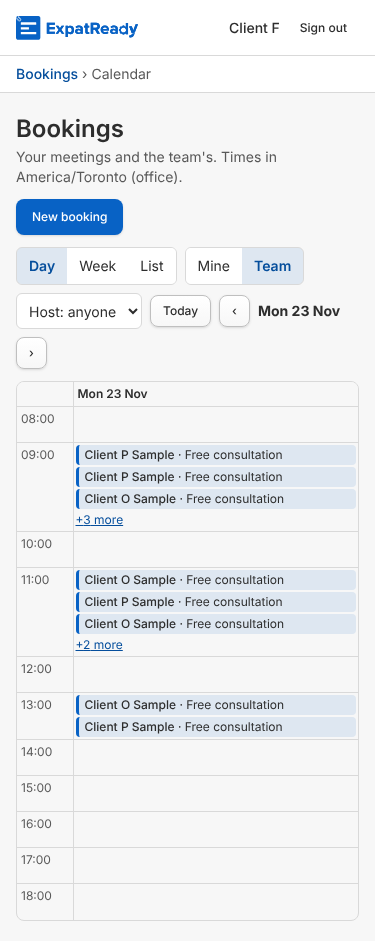 ExpatReady Client F Sign out
Bookings › Calendar
Bookings
Your meetings and the team's. Times in
America/Toronto (office).
New booking
Day Week List Mine Team
Host: anyone Today ‹ Mon 23 Nov
›
Mon 23 Nov
08:00
09:00 Client P Sample · Free consultation
Client P Sample · Free consultation
Client O Sample · Free consultation
+3 more
10:00
11:00 Client O Sample · Free consultation
Client P Sample · Free consultation
Client O Sample · Free consultation
+2 more
12:00
13:00 Client O Sample · Free consultation
Client P Sample · Free consultation
14:00
15:00
16:00
17:00
18:00